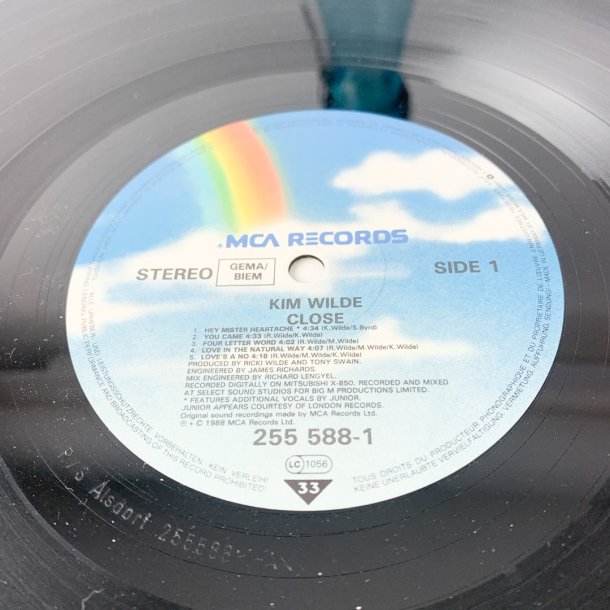 MCA RECORDS
STEREO
GEMA/
BIEM
SIDE 1
KIM WILDE
CLOSE
1. HEY MISTER HEARTACHE * 4:34 (K.Wilde/S.Byrd)
2. YOU CAME 4:33 (R.Wilde/K.Wilde)
3. FOUR LETTER WORD 4:02 (R.Wilde/M.Wilde)
4. LOVE IN THE NATURAL WAY 4:07 (R.Wilde/M.Wilde/K.Wilde)
5. LOVE'S A NO 4:16 (R.Wilde/M.Wilde/K.Wilde)
PRODUCED BY RICKI WILDE AND TONY SWAIN.
ENGINEERED BY JAMES RICHARDS.
MIX ENGINEERED BY RICHARD LENGYEL.
RECORDED DIGITALLY ON MITSUBISHI X-850. RECORDED AND MIXED
AT SELECT SOUND STUDIOS FOR BIG M PRODUCTIONS LIMITED.
* FEATURES ADDITIONAL VOCALS BY JUNIOR.
JUNIOR APPEARS COURTESY OF LONDON RECORDS.
Original sound recordings made by MCA Records Ltd.
℗ + © 1988 MCA Records Ltd.
255 588-1
LC 1056
33
LEISTUNGSSCHUTZRECHTE VORBEHALTEN. KEIN VERLEIH!
PERFORMANCE AND BROADCASTING OF THIS RECORD PROHIBITED!
TOUS DROITS DU PRODUCTEUR PHONOGRAPHIQUE ET DU PROPRIETAIRE DE L'ŒUVRE
KEINE UNERLAUBTE VERVIELFÄLTIGUNG, VERMIETUNG, AUFFÜHRUNG, SENDUNG!
R/S Alsdorf 255588